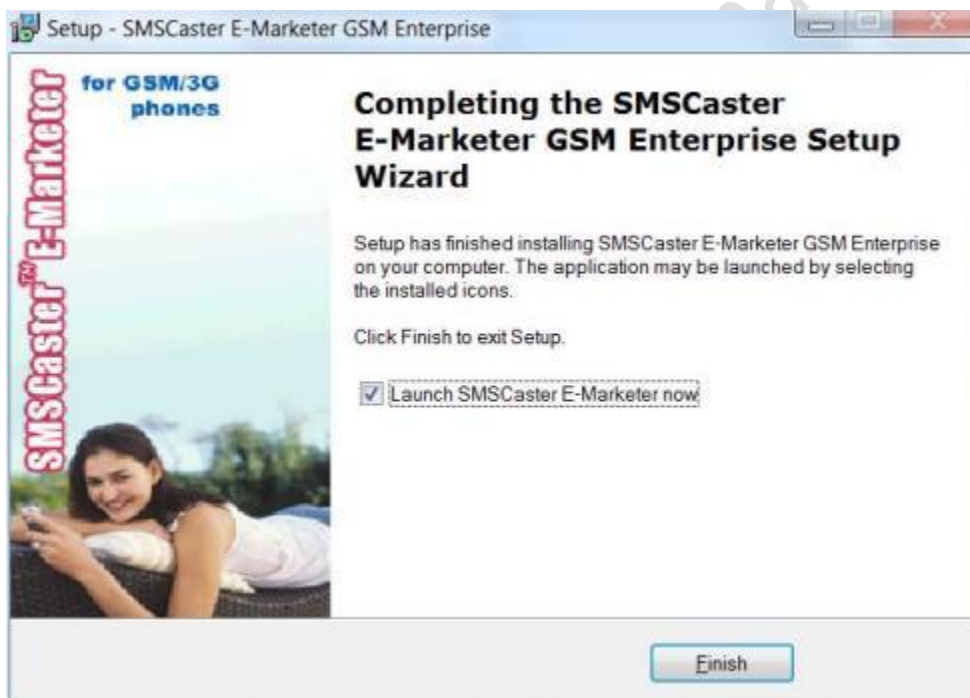 Setup - SMSCaster E-Marketer GSM Enterprise
for GSM/3G
phones
SMSCaster™ E-Marketer
Completing the SMSCaster
E-Marketer GSM Enterprise Setup
Wizard
Setup has finished installing SMSCaster E-Marketer GSM Enterprise
on your computer. The application may be launched by selecting
the installed icons.
Click Finish to exit Setup.
Launch SMSCaster E-Marketer now
Finish